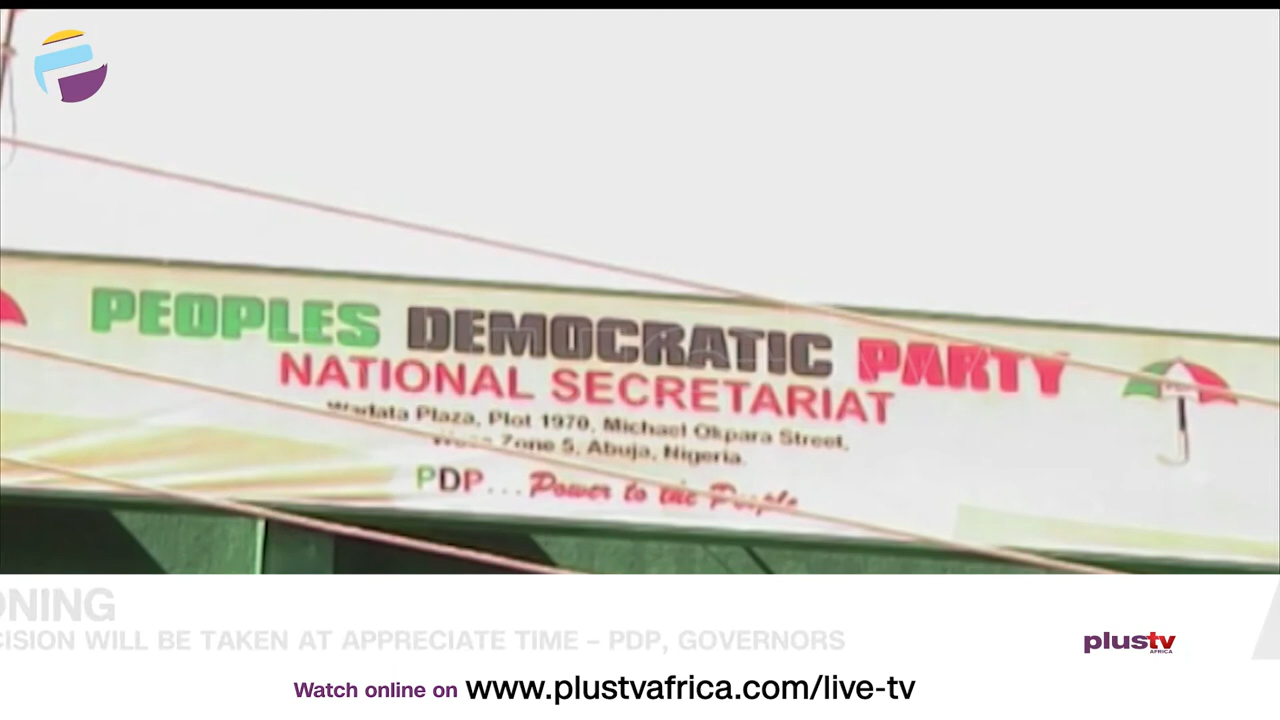 PEOPLES DEMOCRATIC PARTY
NATIONAL SECRETARIAT
Wadata Plaza, Plot 1970, Michael Okpara Street,
Zone 5, Abuja, Nigeria.
PDP... Power to the People
ONING
CISION WILL BE TAKEN AT APPRECIATE TIME – PDP, GOVERNORS
plustv
AFRICA
Watch online on www.plustvafrica.com/live-tv